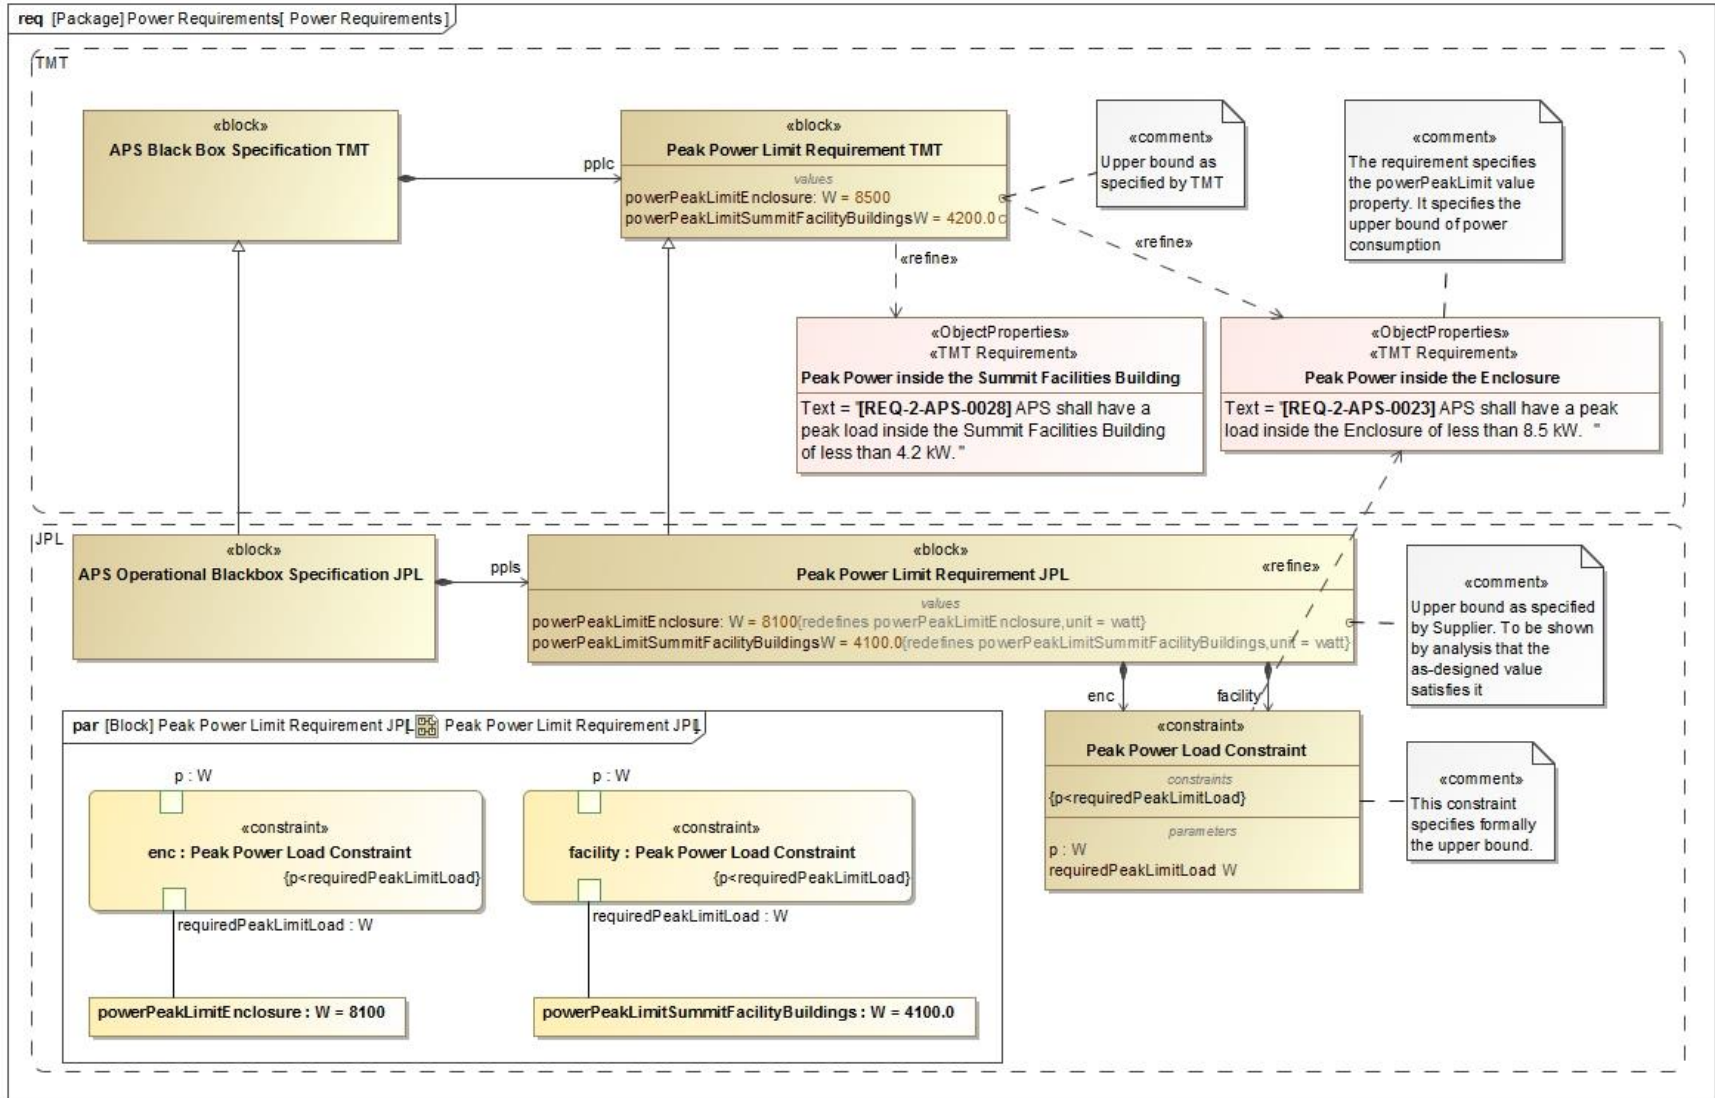 req [Package] Power Requirements[ Power Requirements ]
TMT
«block»
APS Black Box Specification TMT
pplc
«block»
Peak Power Limit Requirement TMT
values
powerPeakLimitEnclosure: W = 8500
powerPeakLimitSummitFacilityBuildingsW = 4200.0
«comment»
Upper bound as
specified by TMT
«comment»
The requirement specifies
the powerPeakLimit value
property. It specifies the
upper bound of power
consumption
«refine»
«refine»
«ObjectProperties»
«TMT Requirement»
Peak Power inside the Summit Facilities Building
Text = "[REQ-2-APS-0028] APS shall have a
peak load inside the Summit Facilities Building
of less than 4.2 kW. "
«ObjectProperties»
«TMT Requirement»
Peak Power inside the Enclosure
Text = "[REQ-2-APS-0023] APS shall have a peak
load inside the Enclosure of less than 8.5 kW. "
JPL
«block»
APS Operational Blackbox Specification JPL
ppls
«block»
Peak Power Limit Requirement JPL
values
powerPeakLimitEnclosure: W = 8100{redefines powerPeakLimitEnclosure,unit = watt}
powerPeakLimitSummitFacilityBuildingsW = 4100.0{redefines powerPeakLimitSummitFacilityBuildings,unit = watt}
«refine»
«comment»
Upper bound as specified
by Supplier. To be shown
by analysis that the
as-designed value
satisfies it
enc
facility
«constraint»
Peak Power Load Constraint
constraints
{p<requiredPeakLimitLoad}
parameters
p : W
requiredPeakLimitLoad W
«comment»
This constraint
specifies formally
the upper bound.
par [Block] Peak Power Limit Requirement JPL[ Peak Power Limit Requirement JPL]
p : W
«constraint»
enc : Peak Power Load Constraint
{p<requiredPeakLimitLoad}
requiredPeakLimitLoad : W
powerPeakLimitEnclosure : W = 8100
p : W
«constraint»
facility : Peak Power Load Constraint
{p<requiredPeakLimitLoad}
requiredPeakLimitLoad : W
powerPeakLimitSummitFacilityBuildings : W = 4100.0